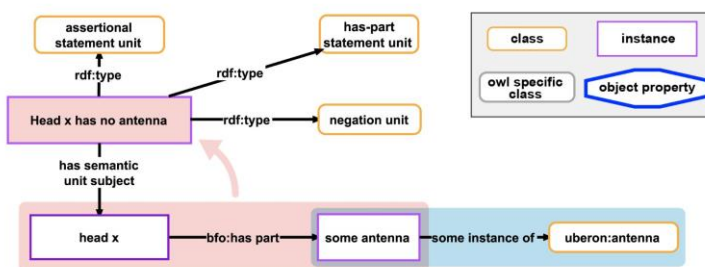 assertional
statement unit
has-part
statement unit
class
instance
rdf:type
rdf:type
owl specific
class
object property
Head x has no antenna
rdf:type
negation unit
has semantic
unit subject
head x
bfo:has part
some antenna
some instance of
uberon:antenna